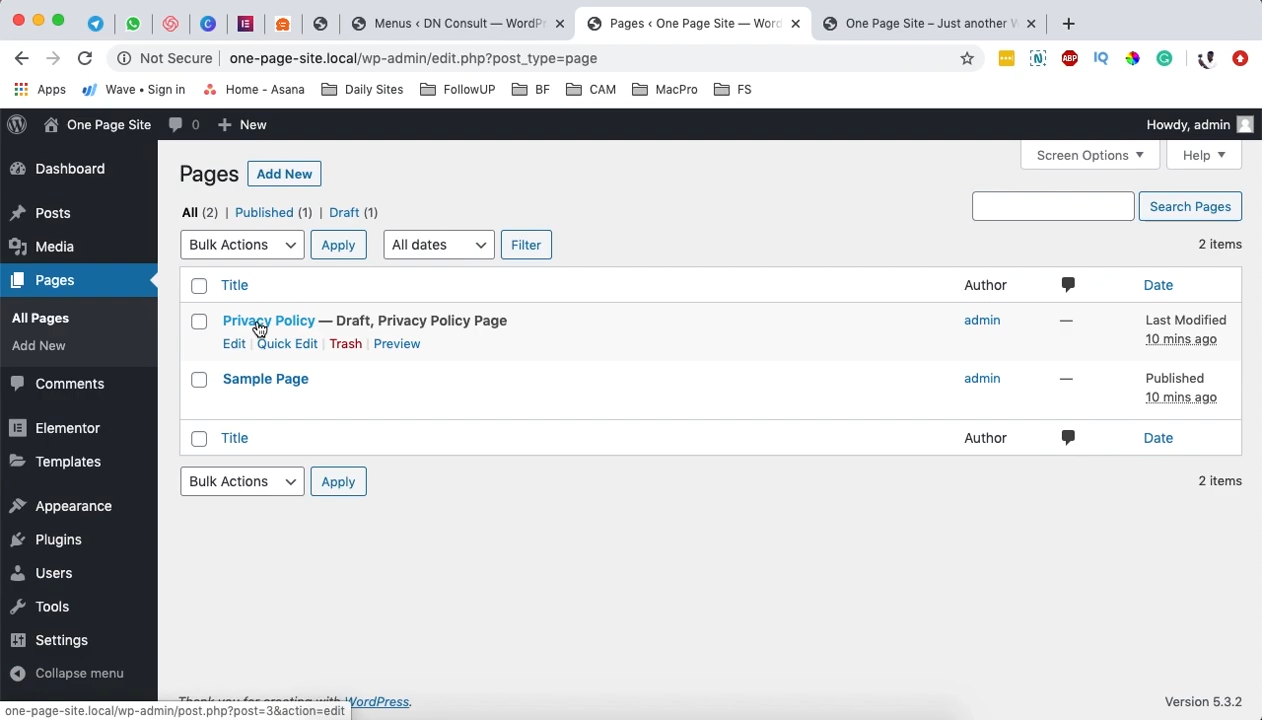 Menus ‹ DN Consult — WordPr
Pages ‹ One Page Site — Word
One Page Site – Just another W
Not Secure
one-page-site.local/wp-admin/edit.php?post_type=page
Apps
Wave • Sign in
Home - Asana
Daily Sites
FollowUP
BF
CAM
MacPro
FS
One Page Site
0
New
Howdy, admin
Dashboard
Posts
Media
Pages
All Pages
Add New
Comments
Elementor
Templates
Appearance
Plugins
Users
Tools
Settings
Collapse menu
Screen Options
Help
Pages
Add New
All (2) | Published (1) | Draft (1)
Search Pages
Bulk Actions
Apply
All dates
Filter
2 items
Title
Author
Date
Privacy Policy — Draft, Privacy Policy Page
Edit | Quick Edit | Trash | Preview
admin
—
Last Modified
10 mins ago
Sample Page
admin
—
Published
10 mins ago
Title
Author
Date
Bulk Actions
Apply
2 items
Thank you for creating with WordPress.
Version 5.3.2
one-page-site.local/wp-admin/post.php?post=3&action=edit